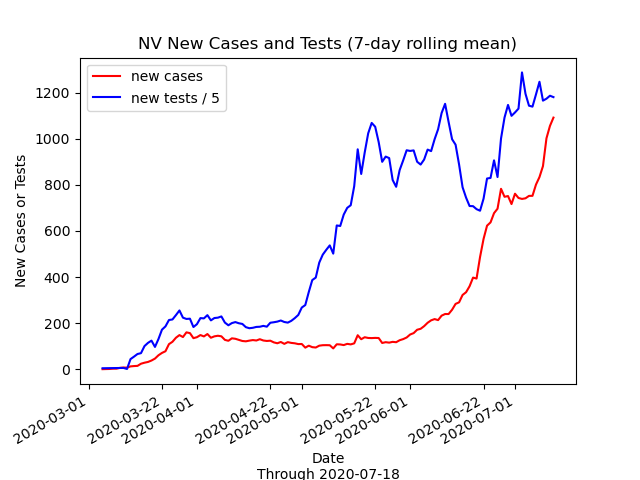 NV New Cases and Tests (7-day rolling mean)
new cases
new tests / 5
1200
1000
800
600
400
200
0
New Cases or Tests
2020-03-01
2020-03-22
2020-04-01
2020-04-22
2020-05-01
2020-05-22
2020-06-01
2020-06-22
2020-07-01
Date
Through 2020-07-18